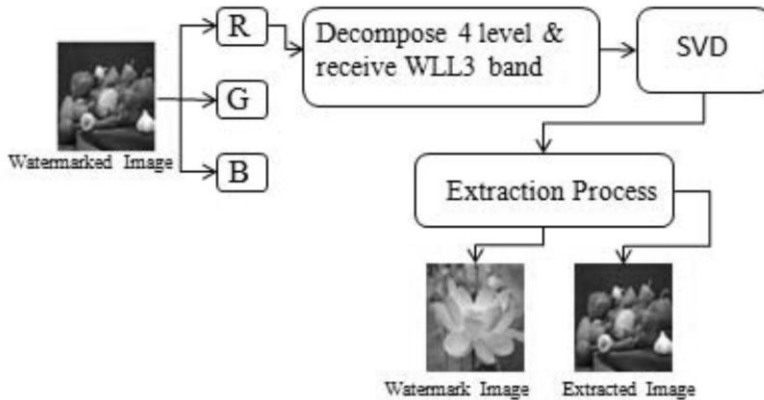 R
Decompose 4 level &
receive WLL3 band
SVD
G
Watermarked Image
B
Extraction Process
Watermark Image
Extracted Image